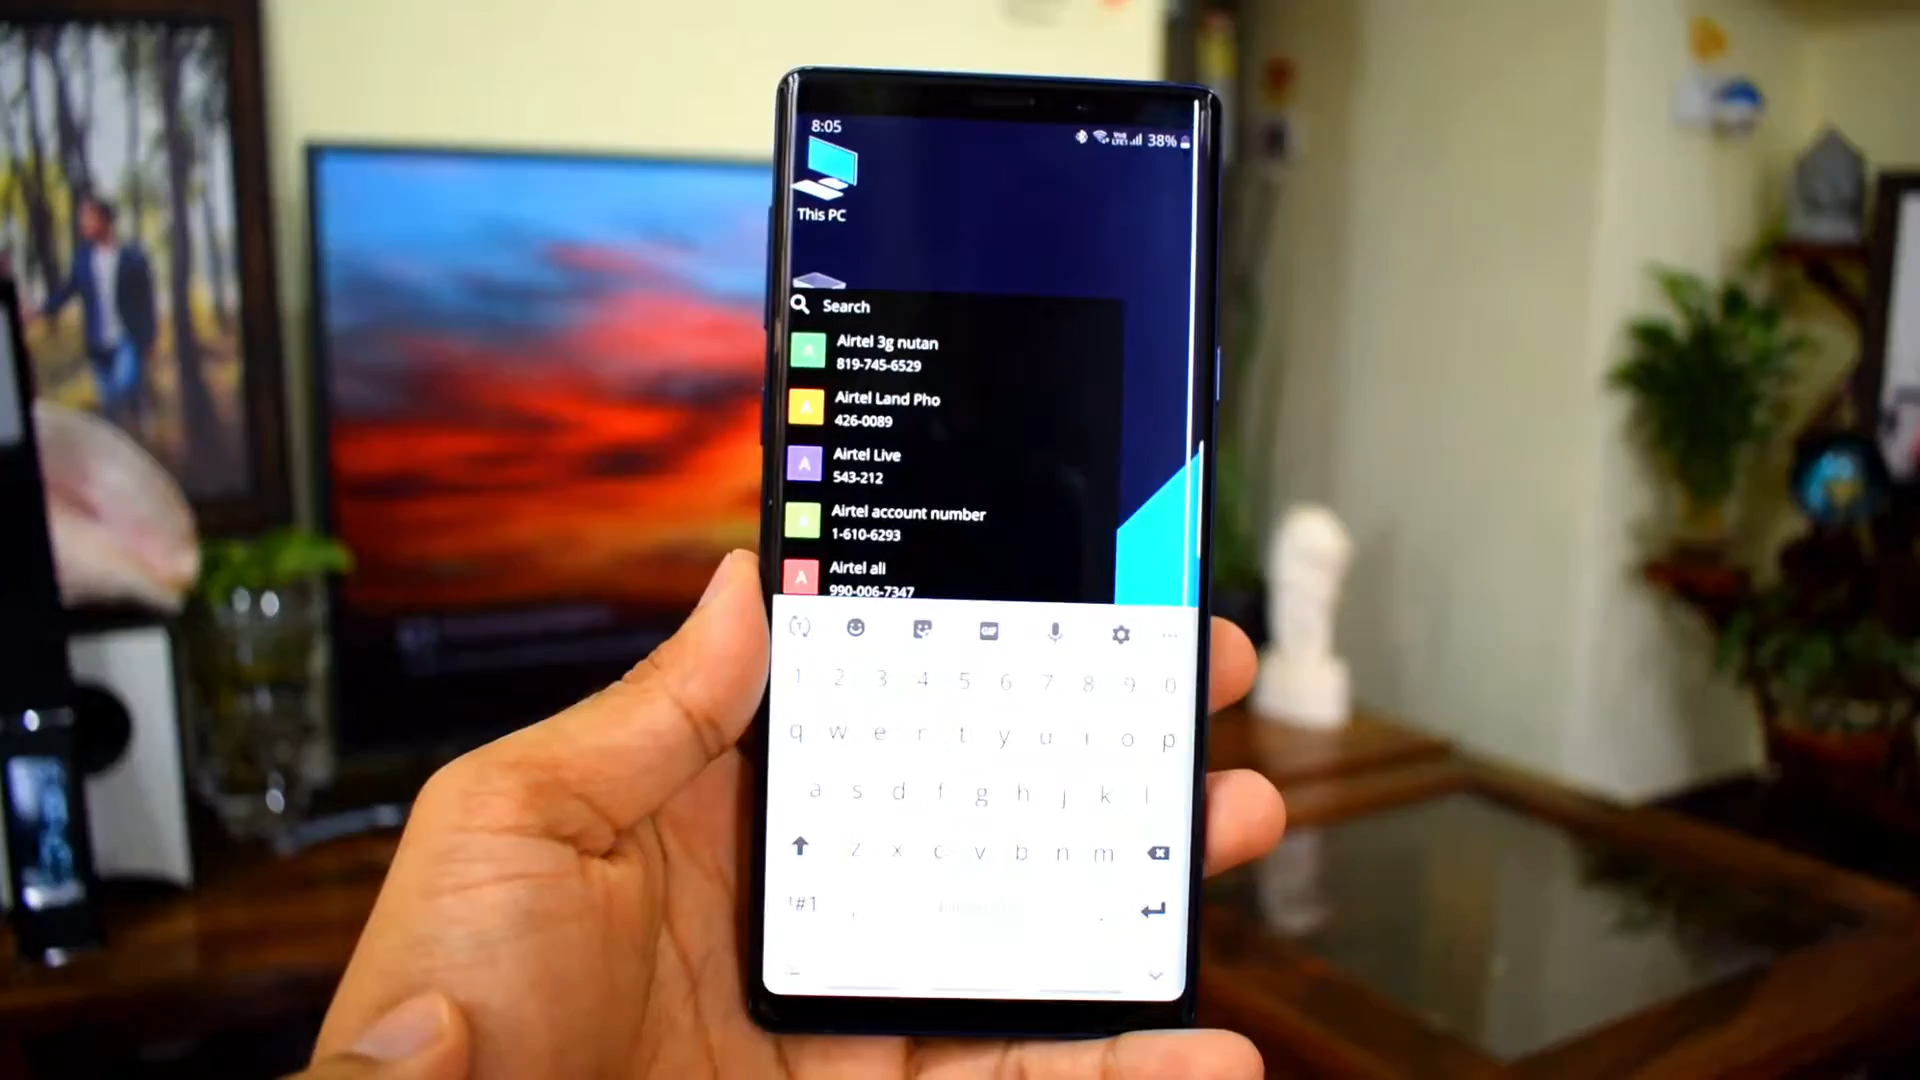 8:05
38%
This PC
Search
A
Airtel 3g nutan
819-745-6529
A
Airtel Land Pho
426-0089
A
Airtel Live
543-212
Airtel account number
1-610-6293
A
Airtel ali
990-006-7347
GIF
1 2 3 4 5 6 7 8 9 0
q w e r t y u i o p
a s d f g h j k l
z x c v b n m
!#1 , .